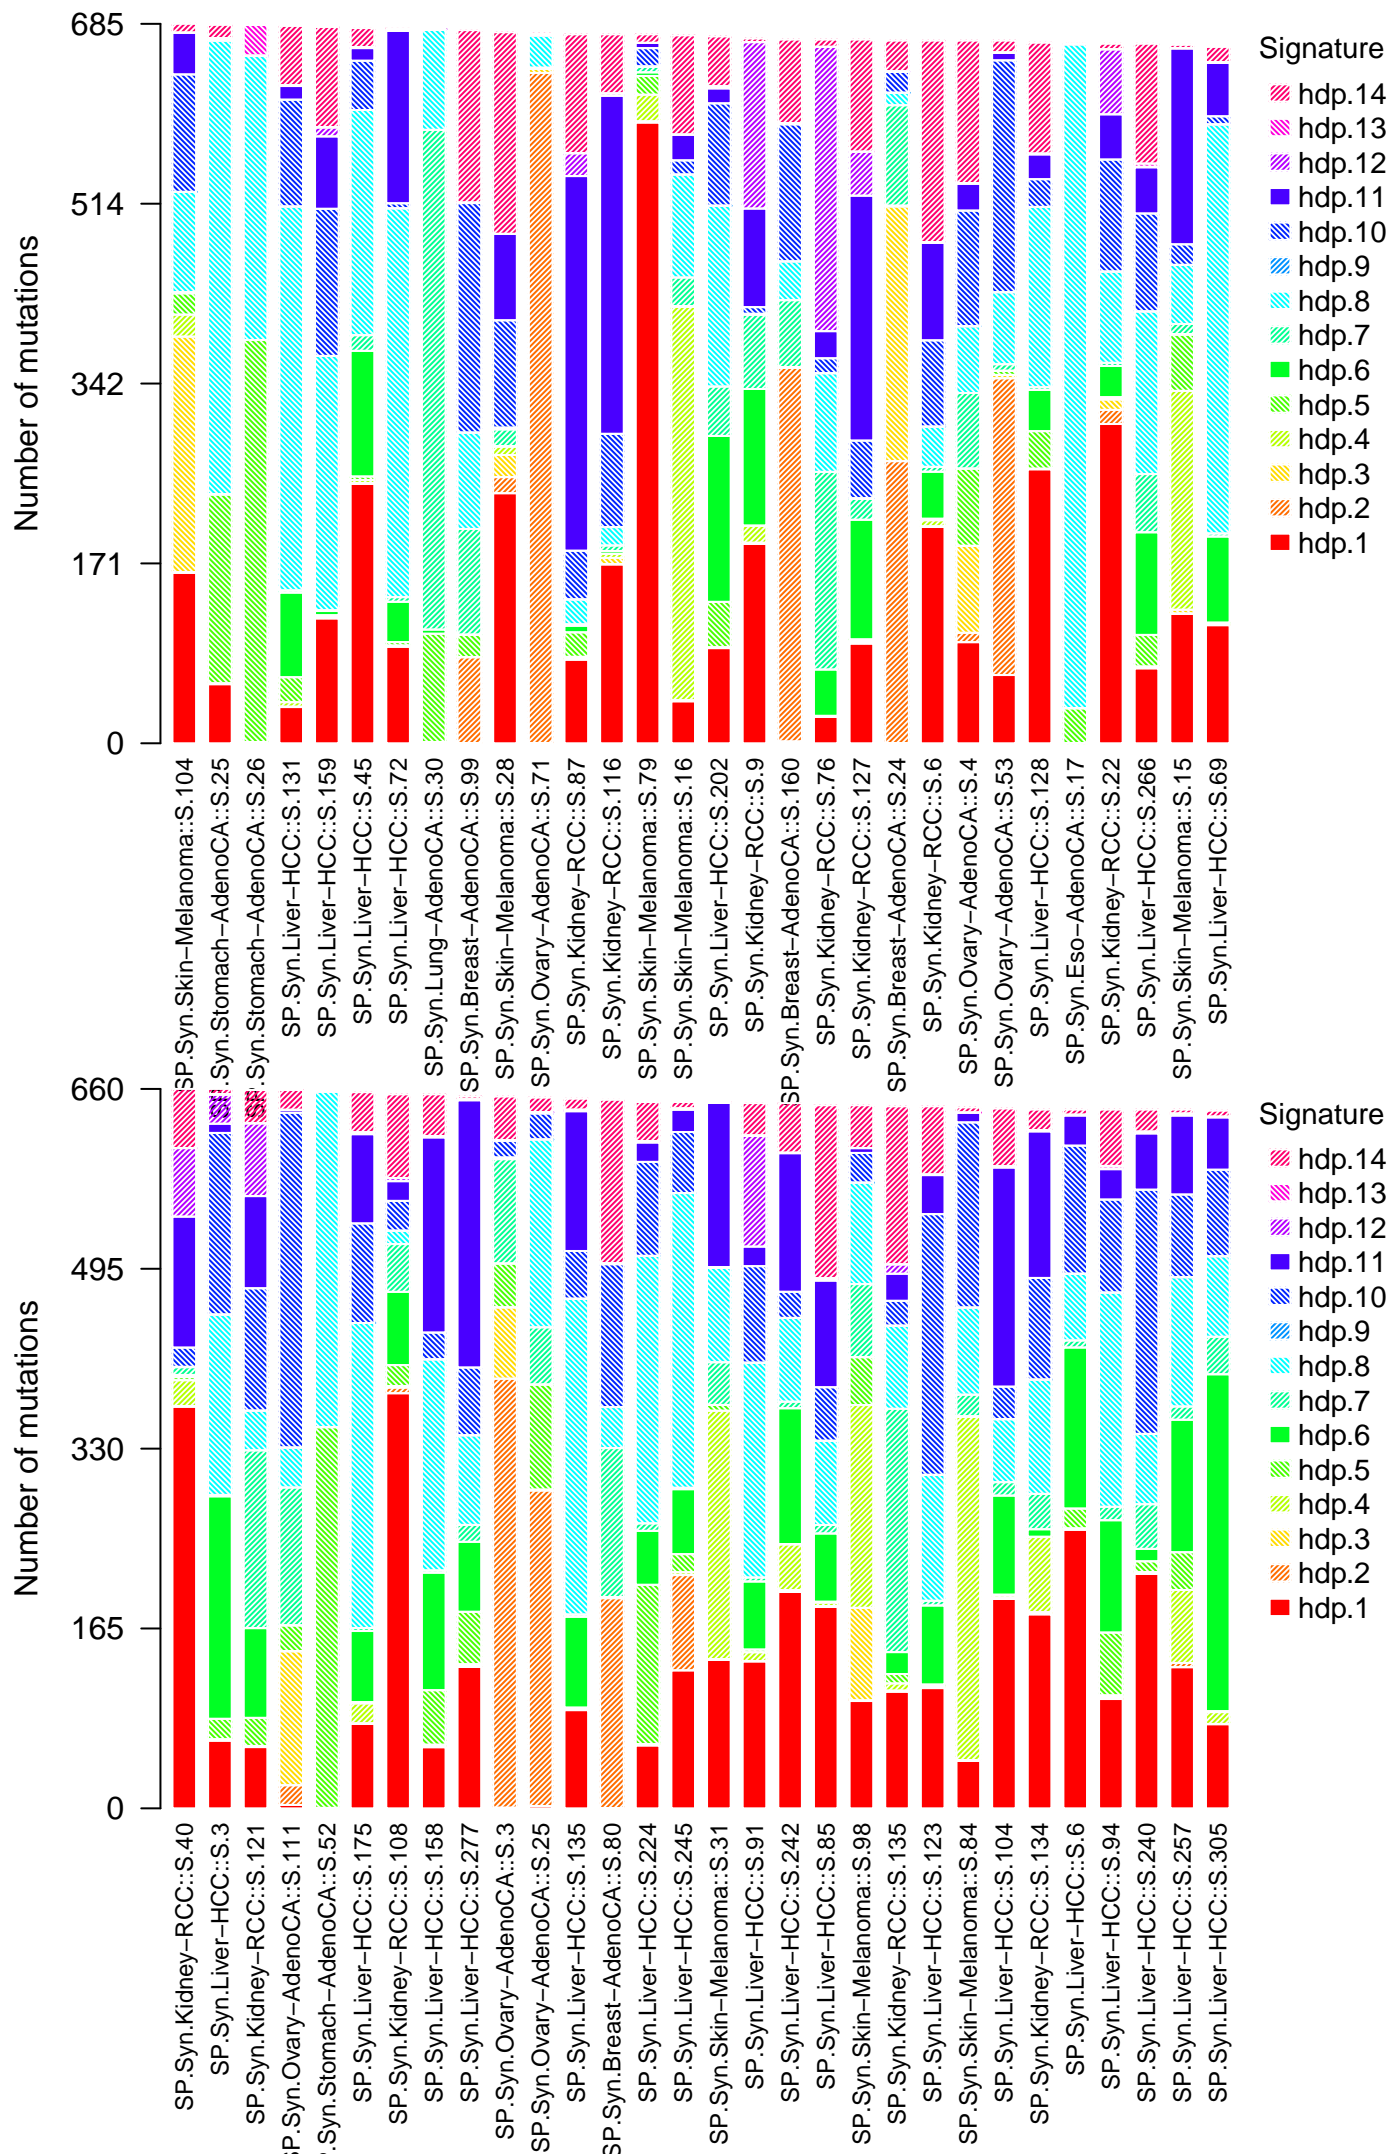 685
514
342
171
0
Number of mutations
Signature
hdp.14
hdp.13
hdp.12
hdp.11
hdp.10
hdp.9
hdp.8
hdp.7
hdp.6
hdp.5
hdp.4
hdp.3
hdp.2
hdp.1
SP.Syn.Skin−Melanoma::S.104
SP.Syn.Stomach−AdenoCA::S.25
SP.Syn.Stomach−AdenoCA::S.26
SP.Syn.Liver−HCC::S.131
SP.Syn.Liver−HCC::S.159
SP.Syn.Liver−HCC::S.45
SP.Syn.Liver−HCC::S.72
SP.Syn.Lung−AdenoCA::S.30
SP.Syn.Breast−AdenoCA::S.99
SP.Syn.Skin−Melanoma::S.28
SP.Syn.Ovary−AdenoCA::S.71
SP.Syn.Kidney−RCC::S.87
SP.Syn.Kidney−RCC::S.116
SP.Syn.Skin−Melanoma::S.79
SP.Syn.Skin−Melanoma::S.16
SP.Syn.Liver−HCC::S.202
SP.Syn.Kidney−RCC::S.9
SP.Syn.Breast−AdenoCA::S.160
SP.Syn.Kidney−RCC::S.76
SP.Syn.Kidney−RCC::S.127
SP.Syn.Breast−AdenoCA::S.24
SP.Syn.Kidney−RCC::S.6
SP.Syn.Ovary−AdenoCA::S.4
SP.Syn.Ovary−AdenoCA::S.53
SP.Syn.Liver−HCC::S.128
SP.Syn.Eso−AdenoCA::S.17
SP.Syn.Kidney−RCC::S.22
SP.Syn.Liver−HCC::S.266
SP.Syn.Skin−Melanoma::S.15
SP.Syn.Liver−HCC::S.69
660
495
330
165
0
Number of mutations
Signature
hdp.14
hdp.13
hdp.12
hdp.11
hdp.10
hdp.9
hdp.8
hdp.7
hdp.6
hdp.5
hdp.4
hdp.3
hdp.2
hdp.1
SP.Syn.Kidney−RCC::S.40
SP.Syn.Liver−HCC::S.3
SP.Syn.Kidney−RCC::S.121
SP.Syn.Ovary−AdenoCA::S.111
P.Syn.Stomach−AdenoCA::S.52
SP.Syn.Liver−HCC::S.175
SP.Syn.Kidney−RCC::S.108
SP.Syn.Liver−HCC::S.158
SP.Syn.Liver−HCC::S.277
SP.Syn.Ovary−AdenoCA::S.3
SP.Syn.Ovary−AdenoCA::S.25
SP.Syn.Liver−HCC::S.135
SP.Syn.Breast−AdenoCA::S.80
SP.Syn.Liver−HCC::S.224
SP.Syn.Liver−HCC::S.245
SP.Syn.Skin−Melanoma::S.31
SP.Syn.Liver−HCC::S.91
SP.Syn.Liver−HCC::S.242
SP.Syn.Liver−HCC::S.85
SP.Syn.Skin−Melanoma::S.98
SP.Syn.Kidney−RCC::S.135
SP.Syn.Liver−HCC::S.123
SP.Syn.Skin−Melanoma::S.84
SP.Syn.Liver−HCC::S.104
SP.Syn.Kidney−RCC::S.134
SP.Syn.Liver−HCC::S.6
SP.Syn.Liver−HCC::S.94
SP.Syn.Liver−HCC::S.240
SP.Syn.Liver−HCC::S.257
SP.Syn.Liver−HCC::S.305